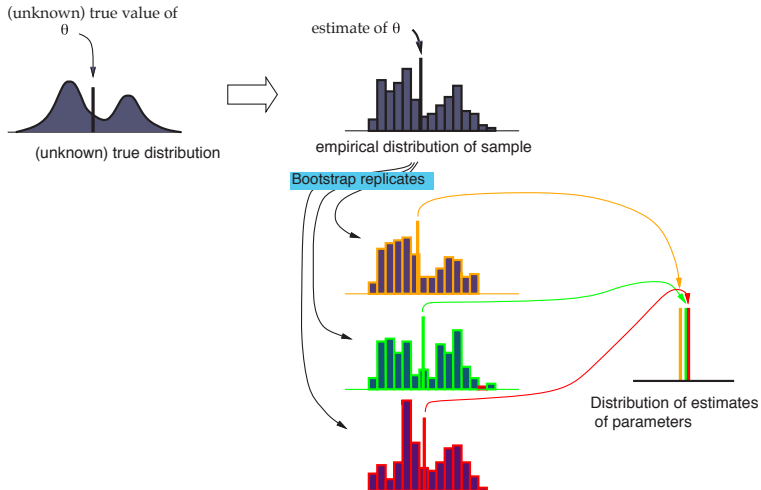 (unknown) true value of
θ
estimate of θ
(unknown) true distribution
empirical distribution of sample
Bootstrap replicates
Distribution of estimates
of parameters